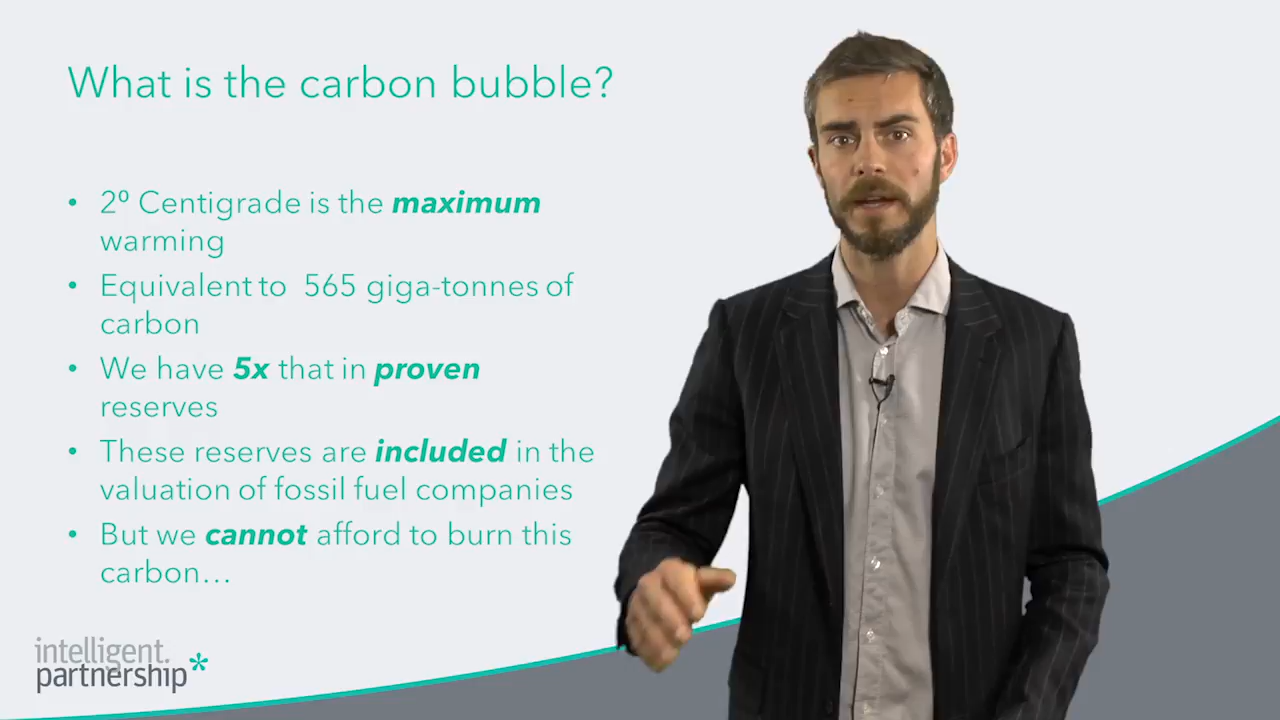 What is the carbon bubble?
• 2º Centigrade is the maximum
warming
• Equivalent to  565 giga-tonnes of
carbon
• We have 5x that in proven
reserves
• These reserves are included in the
valuation of fossil fuel companies
• But we cannot afford to burn this
carbon…
intelligent.
partnership*